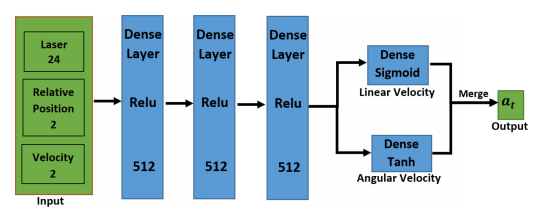 Laser
24
Relative
Position
2
Velocity
2
Input
Dense
Layer
Relu
512
Dense
Layer
Relu
512
Dense
Layer
Relu
512
Dense
Sigmoid
Linear Velocity
Dense
Tanh
Angular Velocity
Merge
a_t
Output